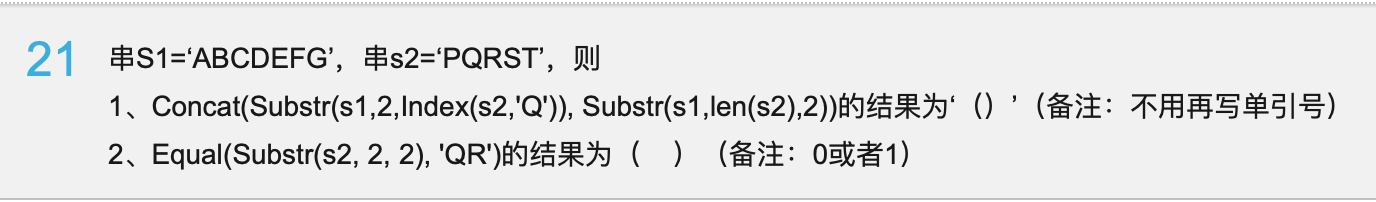 21 串S1=‘ABCDEFG’，串s2=‘PQRST’，则
1、Concat(Substr(s1,2,Index(s2,'Q')), Substr(s1,len(s2),2))的结果为‘（）’（备注：不用再写单引号）
2、Equal(Substr(s2, 2, 2), 'QR')的结果为（　）（备注：0或者1）